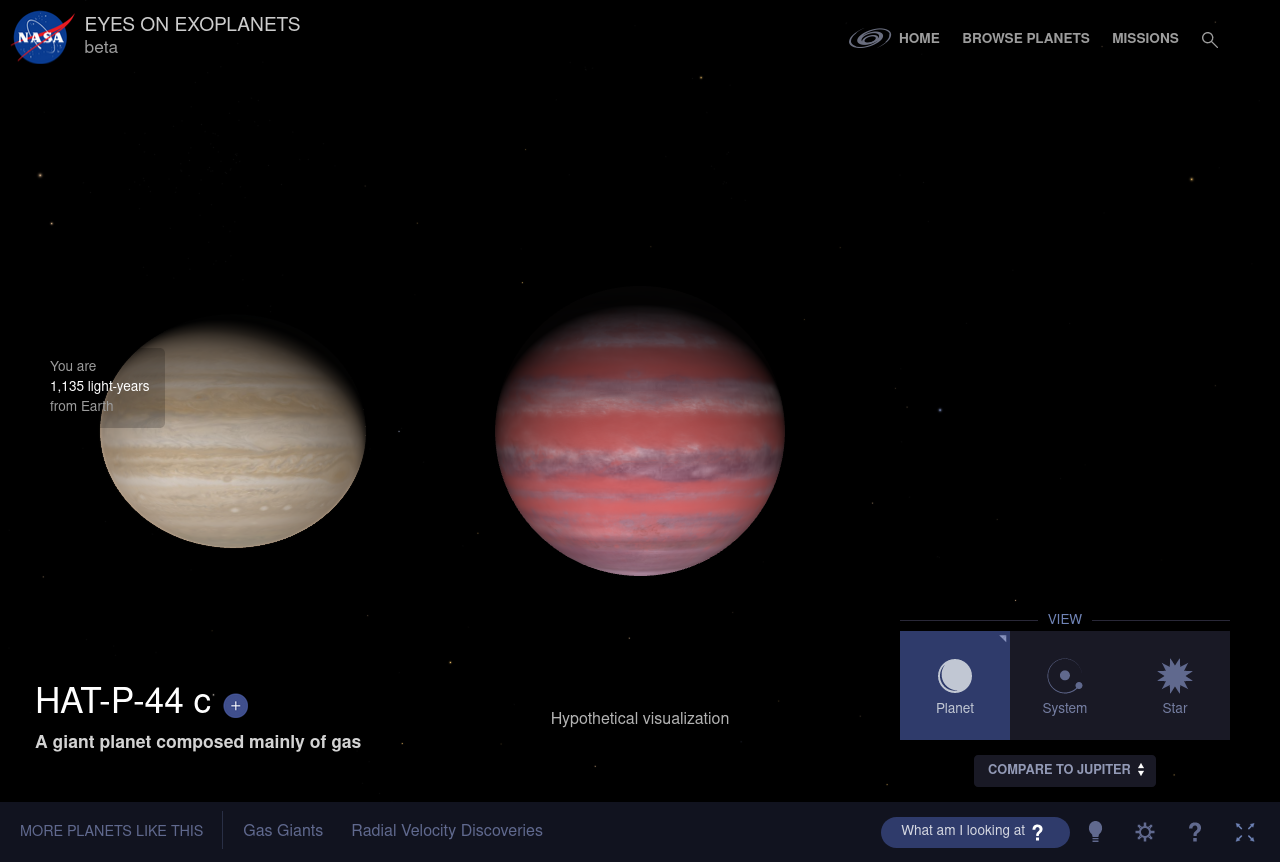 NASA
EYES ON EXOPLANETS
beta
HOME
BROWSE PLANETS
MISSIONS
You are
1,135 light-years
from Earth
HAT-P-44 c +
A giant planet composed mainly of gas
Hypothetical visualization
VIEW
Planet
System
Star
COMPARE TO JUPITER
MORE PLANETS LIKE THIS
Gas Giants
Radial Velocity Discoveries
What am I looking at ?
?